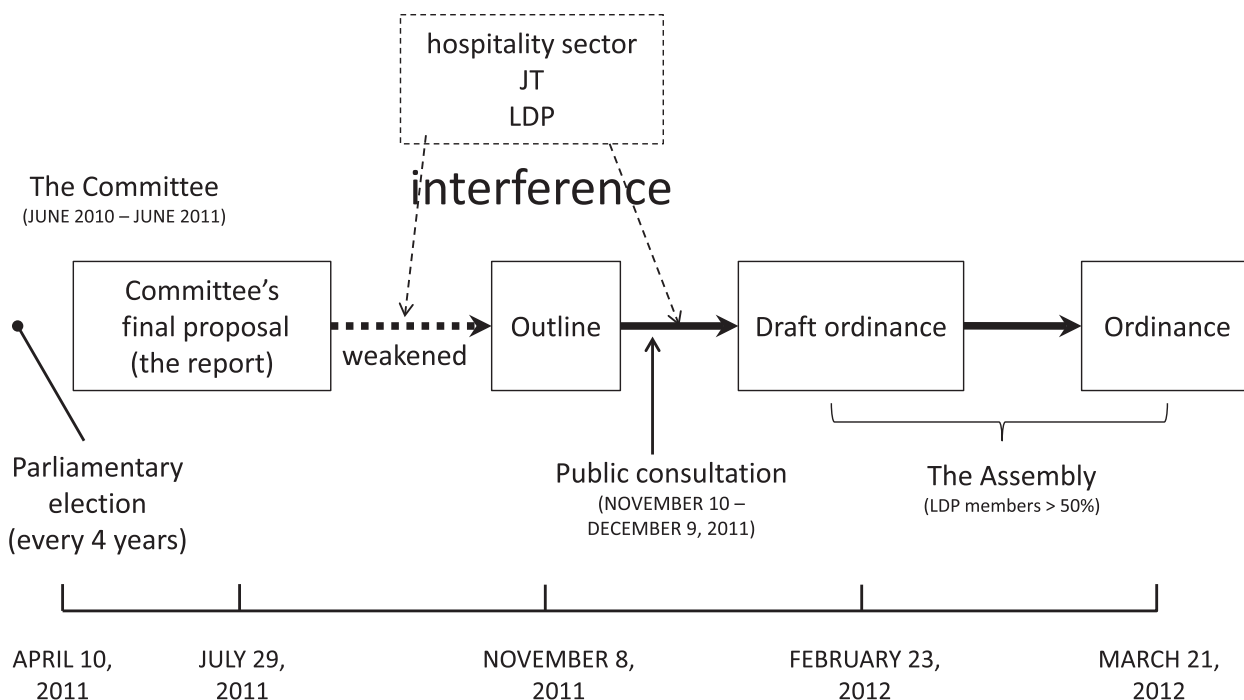 hospitality sector
JT
LDP
interference
The Committee
(JUNE 2010 – JUNE 2011)
Committee's
final proposal
(the report)
weakened
Outline
Draft ordinance
Ordinance
Parliamentary
election
(every 4 years)
Public consultation
(NOVEMBER 10 –
DECEMBER 9, 2011)
The Assembly
(LDP members > 50%)
APRIL 10,
2011
JULY 29,
2011
NOVEMBER 8,
2011
FEBRUARY 23,
2012
MARCH 21,
2012